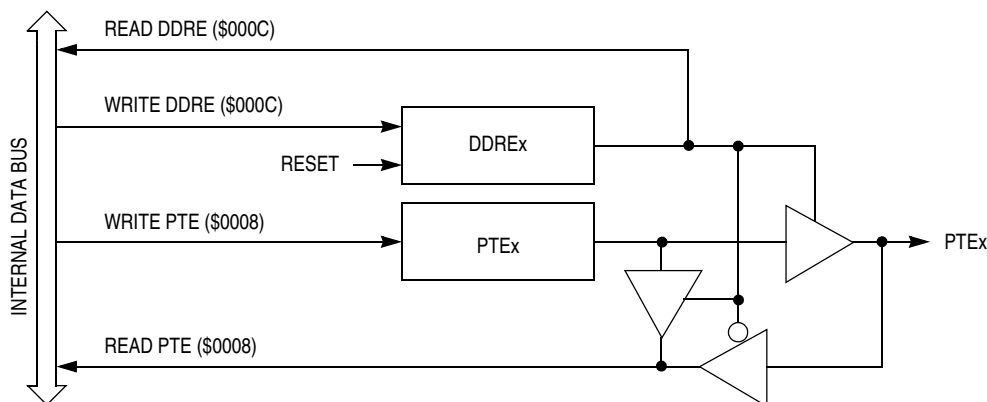 READ DDRE ($000C)
WRITE DDRE ($000C)
DDREx
RESET
WRITE PTE ($0008)
PTEx
PTEx
READ PTE ($0008)
INTERNAL DATA BUS